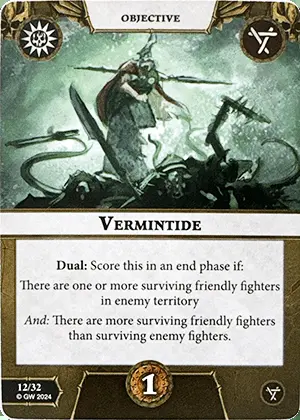 OBJECTIVE
VERMINTIDE
Dual: Score this in an end phase if:
There are one or more surviving friendly fighters
in enemy territory
And: There are more surviving friendly fighters
than surviving enemy fighters.
12/32
© GW 2024
1